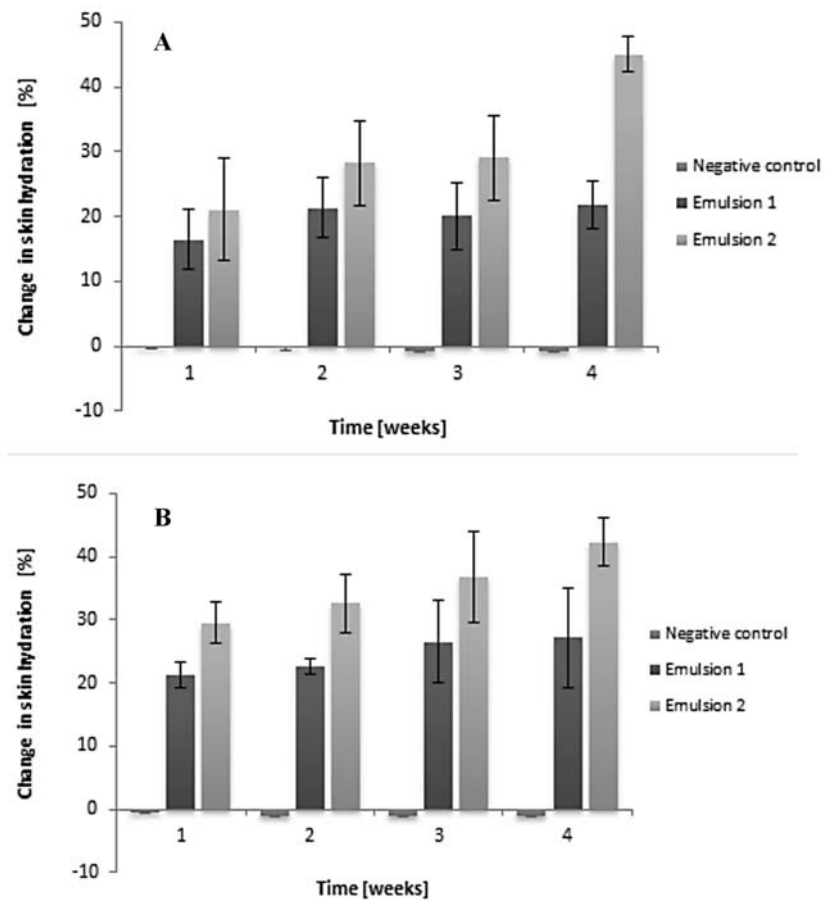 A
Change in skin hydration [%]
50
40
30
20
10
0
-10
1
2
3
4
Time [weeks]
Negative control
Emulsion 1
Emulsion 2
B
Change in skin hydration [%]
50
40
30
20
10
0
-10
1
2
3
4
Time [weeks]
Negative control
Emulsion 1
Emulsion 2